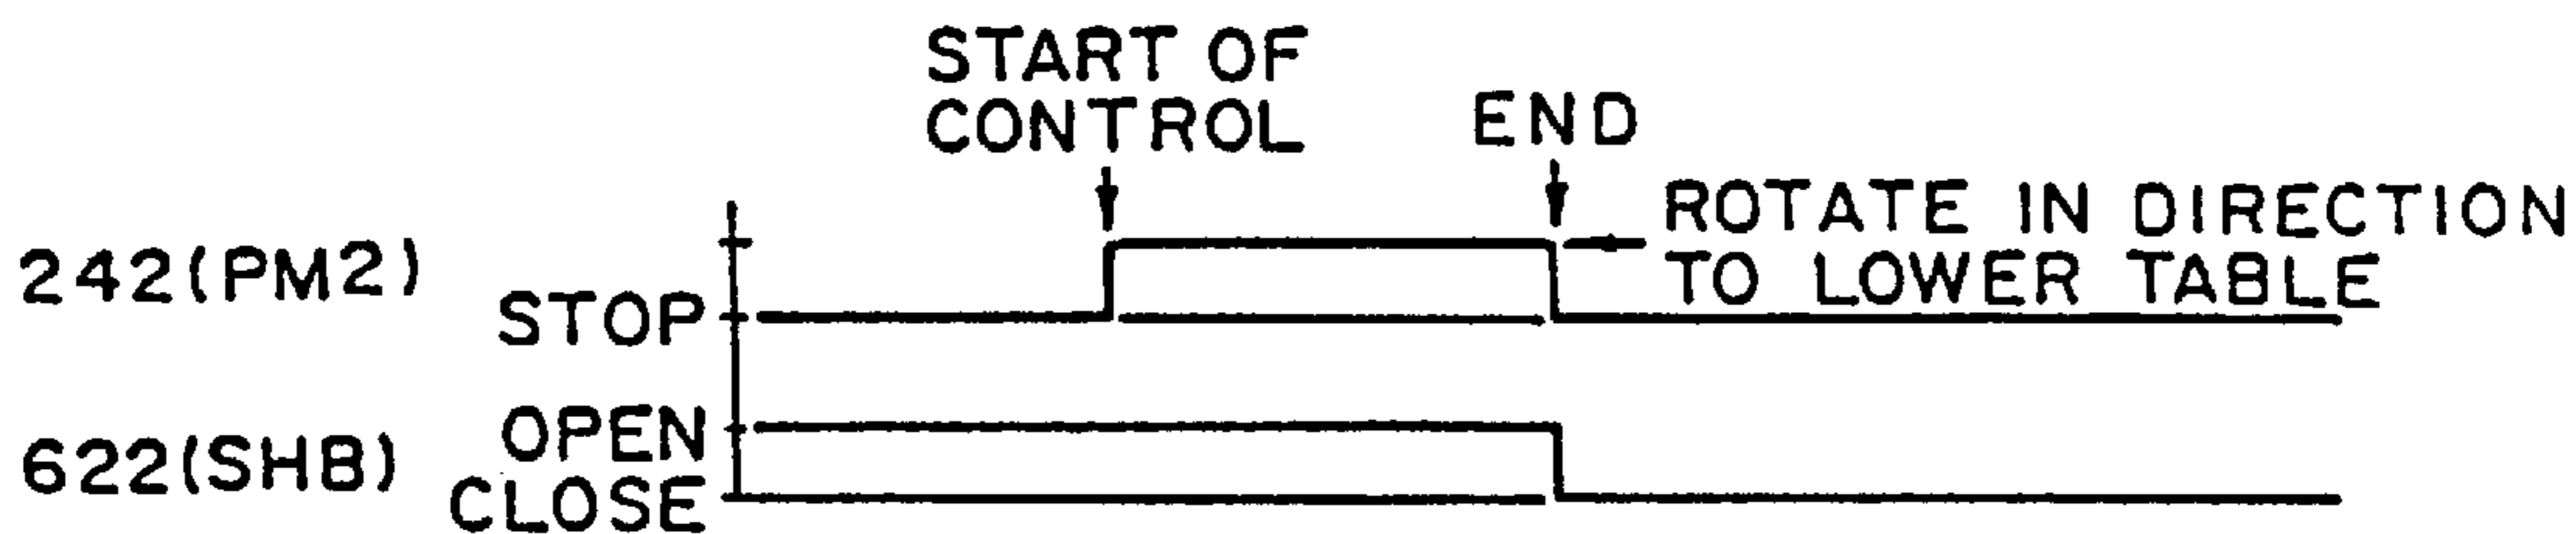 START OF
CONTROL
END
ROTATE IN DIRECTION
TO LOWER TABLE
242(PM2)
STOP
622(SHB)
OPEN
CLOSE